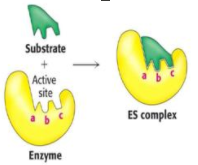 Substrate
+
Active
site
a b c
Enzyme
a b c
ES complex